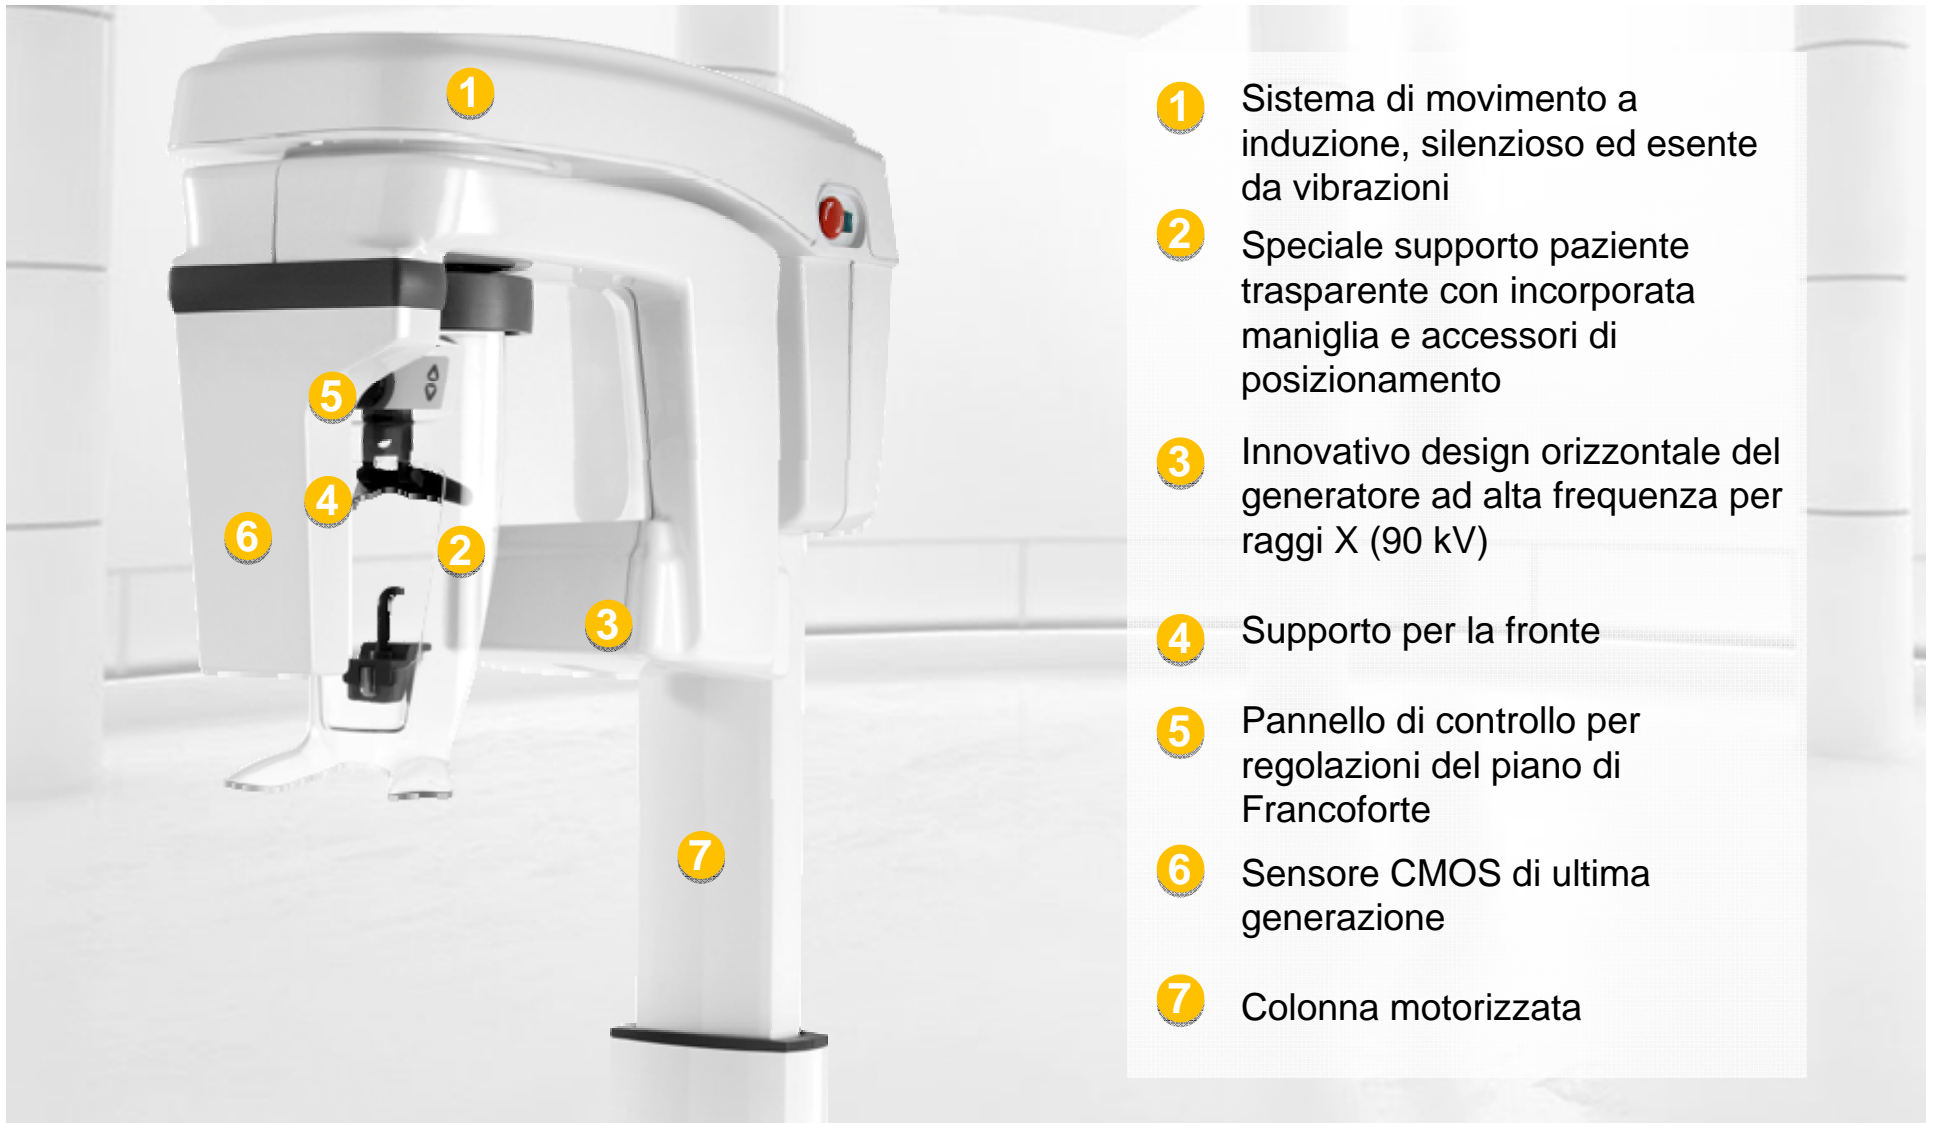 1
5
4
6
2
3
7
1 Sistema di movimento a
induzione, silenzioso ed esente
da vibrazioni
2 Speciale supporto paziente
trasparente con incorporata
maniglia e accessori di
posizionamento
3 Innovativo design orizzontale del
generatore ad alta frequenza per
raggi X (90 kV)
4 Supporto per la fronte
5 Pannello di controllo per
regolazioni del piano di
Francoforte
6 Sensore CMOS di ultima
generazione
7 Colonna motorizzata